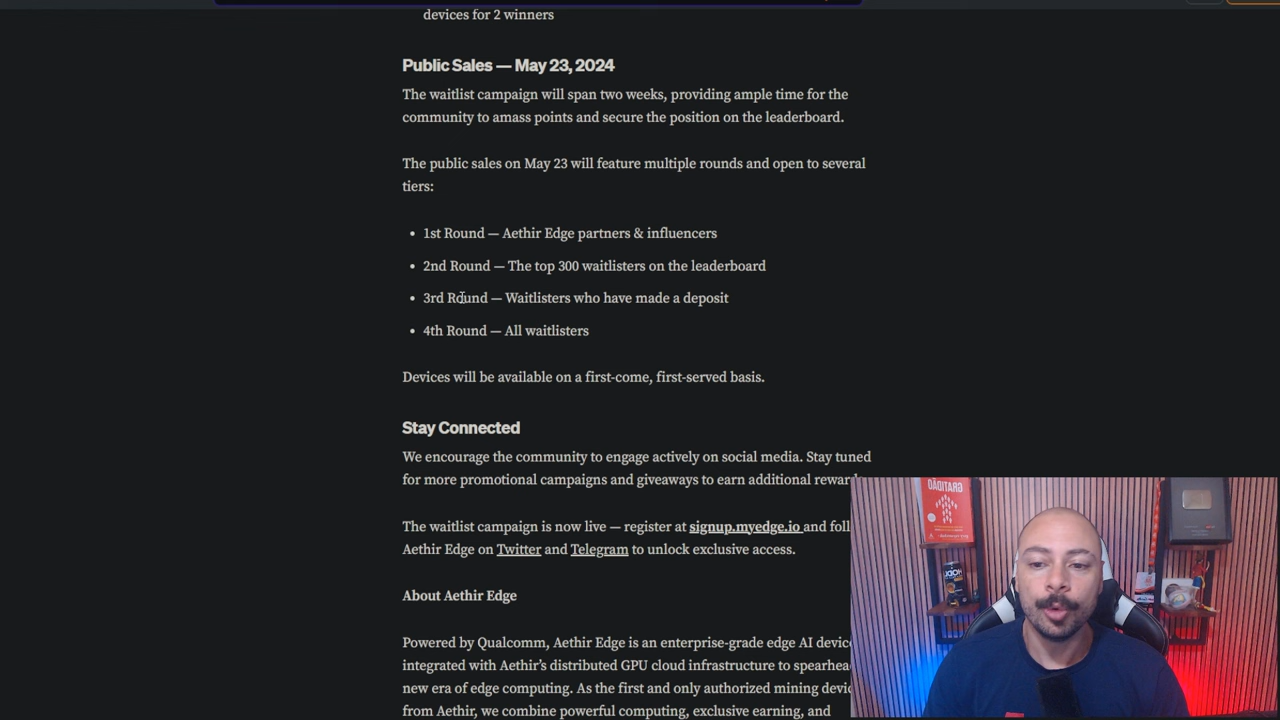 devices for 2 winners
Public Sales — May 23, 2024
The waitlist campaign will span two weeks, providing ample time for the
community to amass points and secure the position on the leaderboard.
The public sales on May 23 will feature multiple rounds and open to several
tiers:
• 1st Round — Aethir Edge partners & influencers
• 2nd Round — The top 300 waitlisters on the leaderboard
• 3rd Round — Waitlisters who have made a deposit
• 4th Round — All waitlisters
Devices will be available on a first-come, first-served basis.
Stay Connected
We encourage the community to engage actively on social media. Stay tuned
for more promotional campaigns and giveaways to earn additional
The waitlist campaign is now live — register at signup.myedge.io and
Aethir Edge on Twitter and Telegram to unlock exclusive access.
About Aethir Edge
Powered by Qualcomm, Aethir Edge is an enterprise-grade edge AI
integrated with Aethir's distributed GPU cloud infrastructure to
new era of edge computing. As the first and only authorized mining
from Aethir, we combine powerful computing, exclusive earning, and
GRATIDÃO
HODL